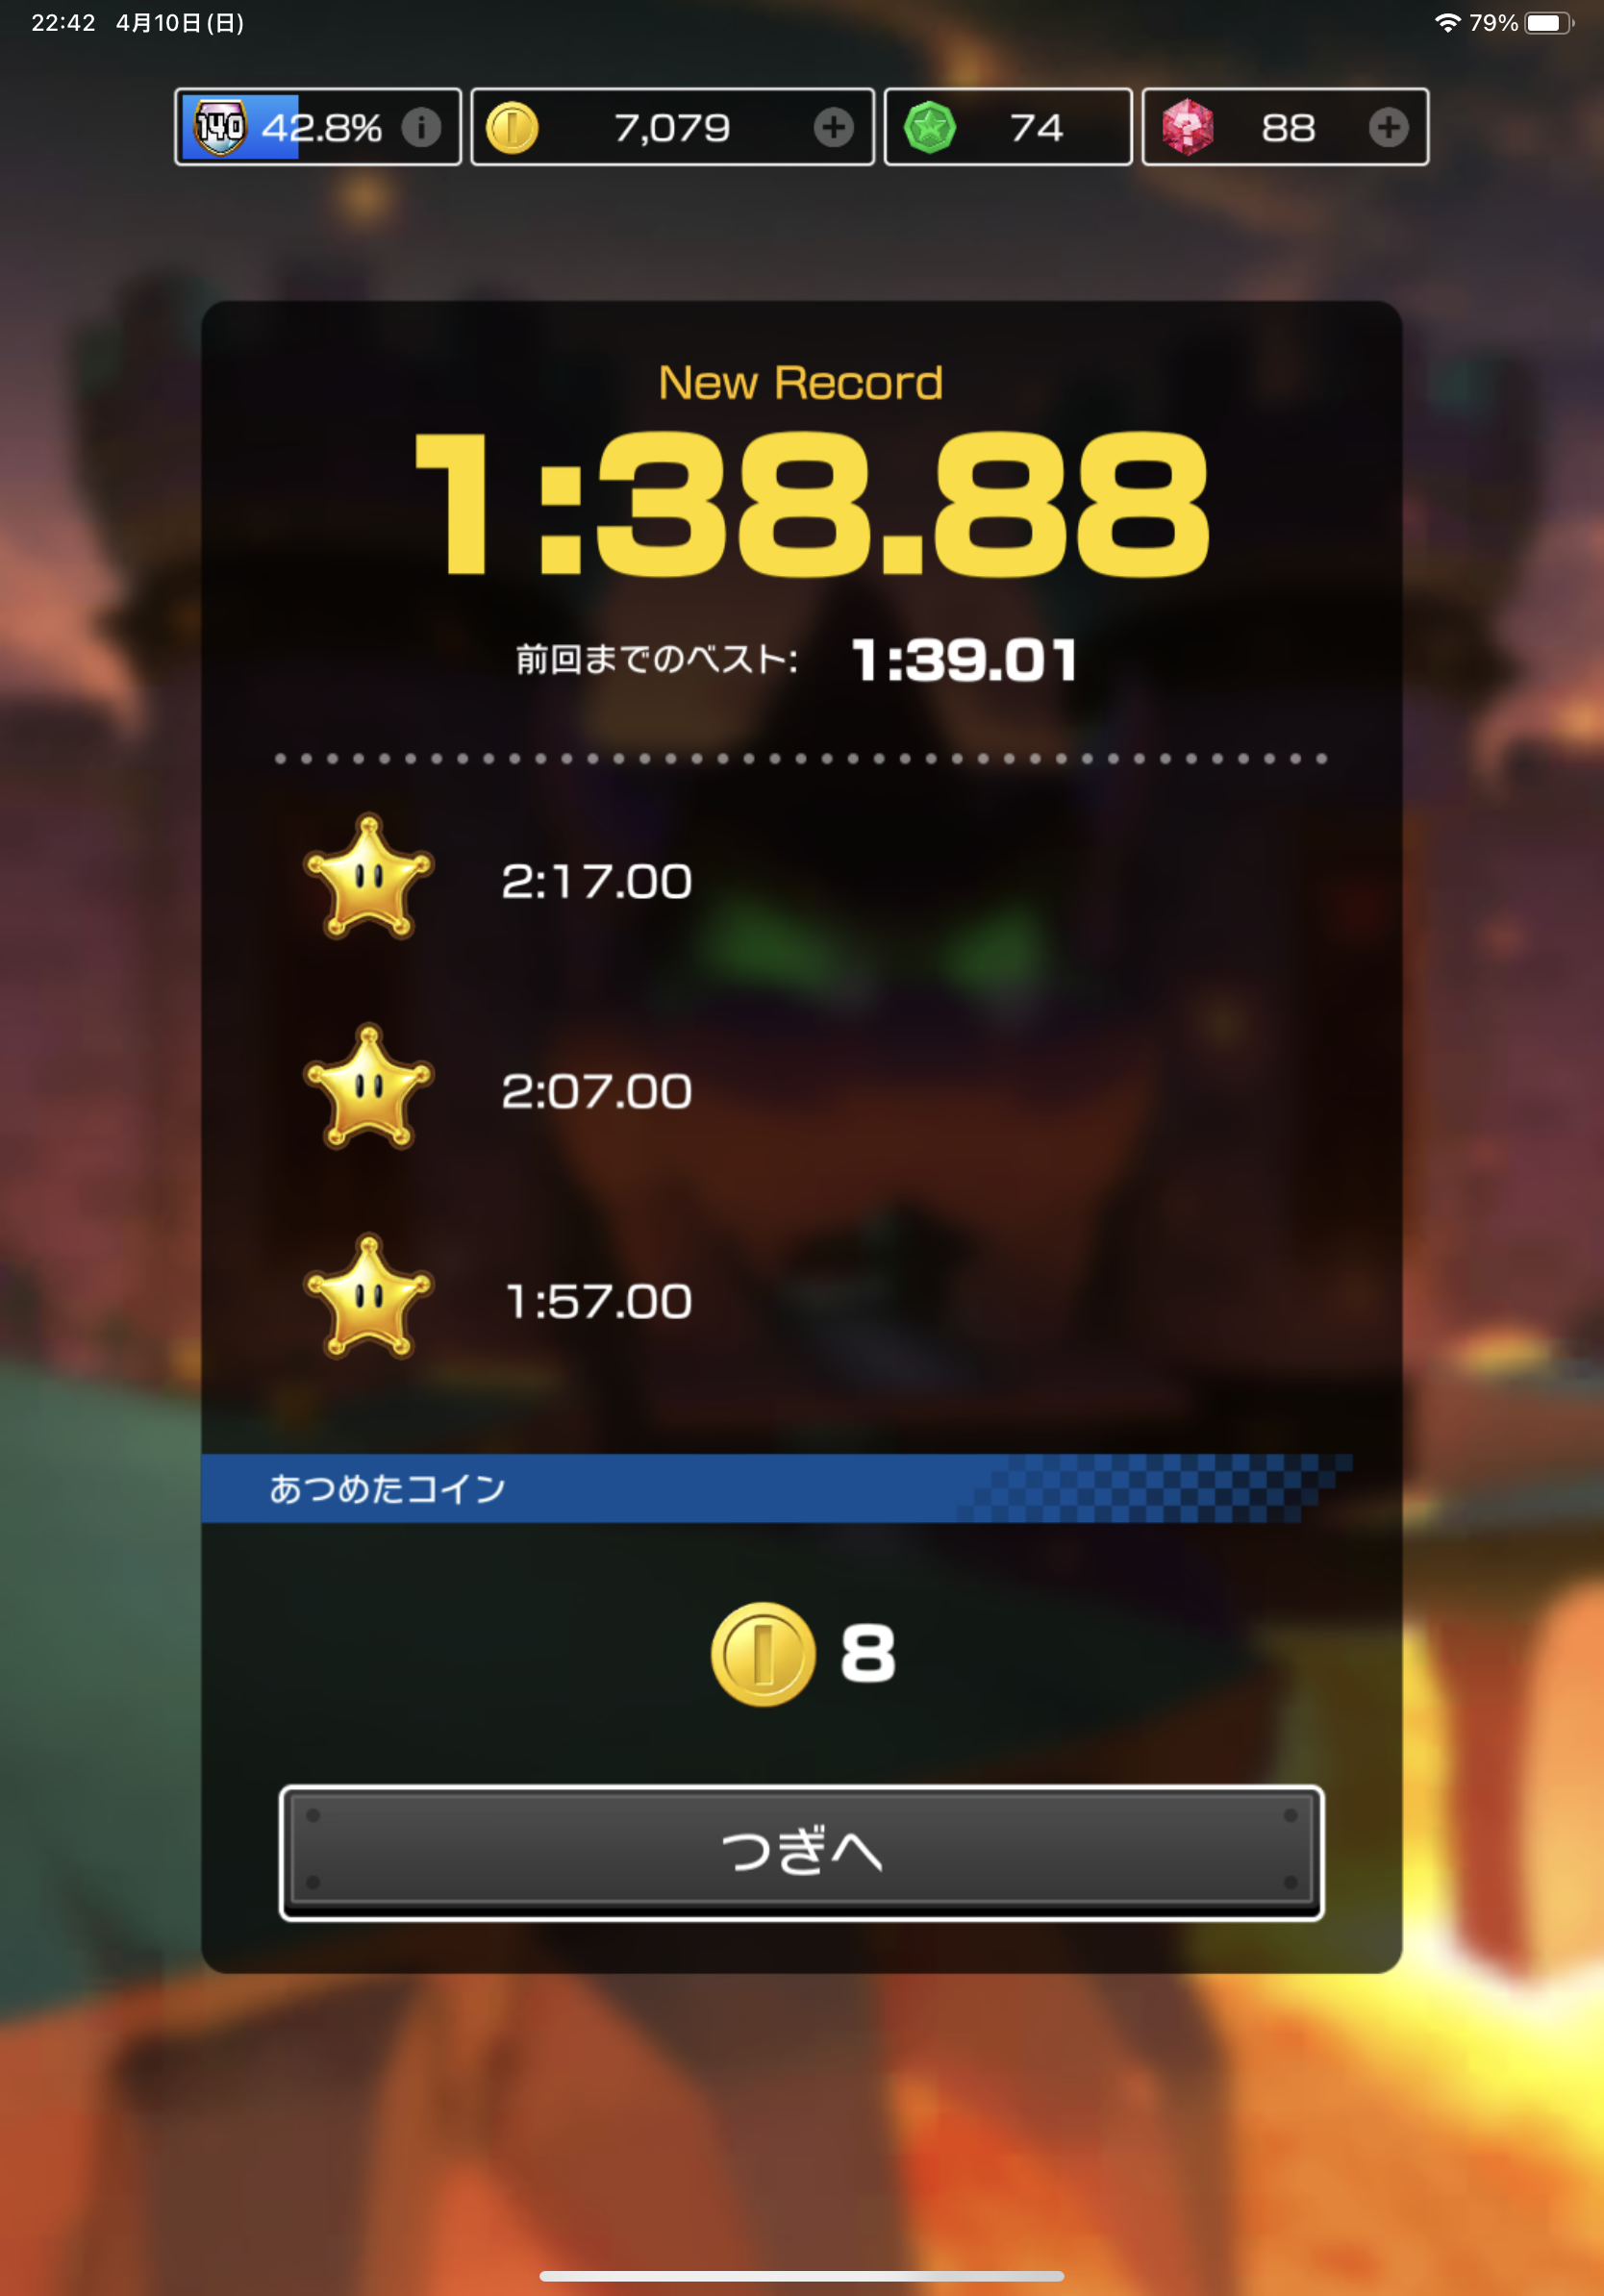 22:42 4月10日(日) 79%
140 42.8% i 7,079 + 74 ? 88 +
New Record
1:38.88
前回までのベスト: 1:39.01
2:17.00
2:07.00
1:57.00
あつめたコイン
8
つぎへ